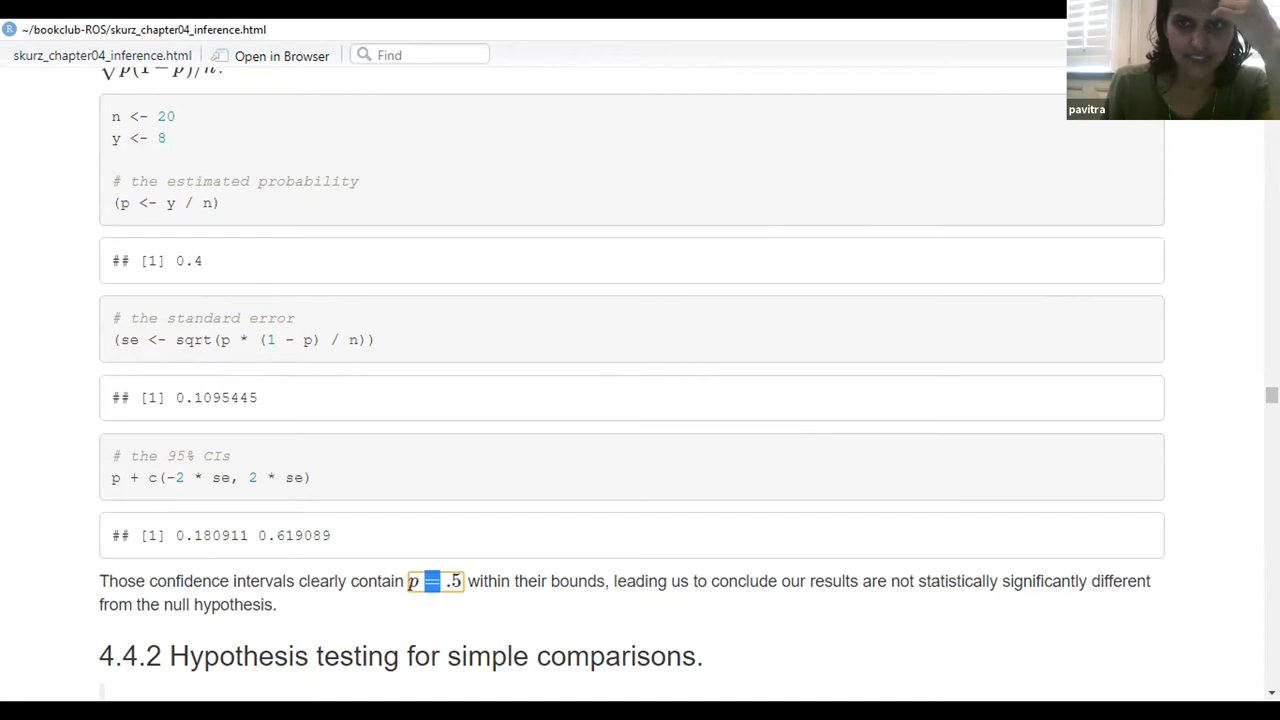 ~/bookclub-ROS/skurz_chapter04_inference.html
skurz_chapter04_inference.html Open in Browser Find
pavitra
√p(1 − p)/n.
n <- 20
y <- 8
# the estimated probability
(p <- y / n)
## [1] 0.4
# the standard error
(se <- sqrt(p * (1 - p) / n))
## [1] 0.1095445
# the 95% CIs
p + c(-2 * se, 2 * se)
## [1] 0.180911 0.619089
Those confidence intervals clearly contain p = .5 within their bounds, leading us to conclude our results are not statistically significantly different
from the null hypothesis.
4.4.2 Hypothesis testing for simple comparisons.